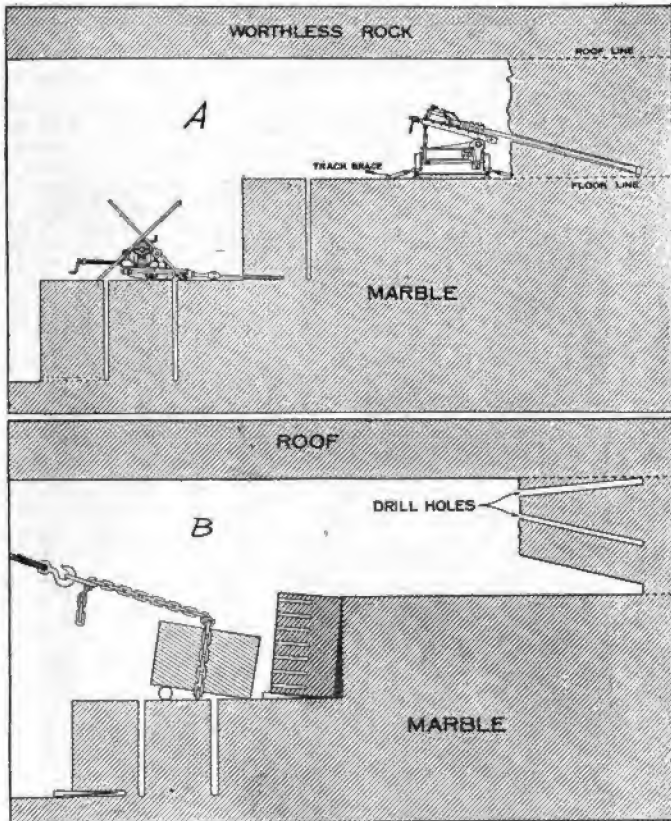 WORTHLESS ROCK
ROOF LINE
A
TRACK BRACE
FLOOR LINE
MARBLE
ROOF
DRILL HOLES
B
MARBLE